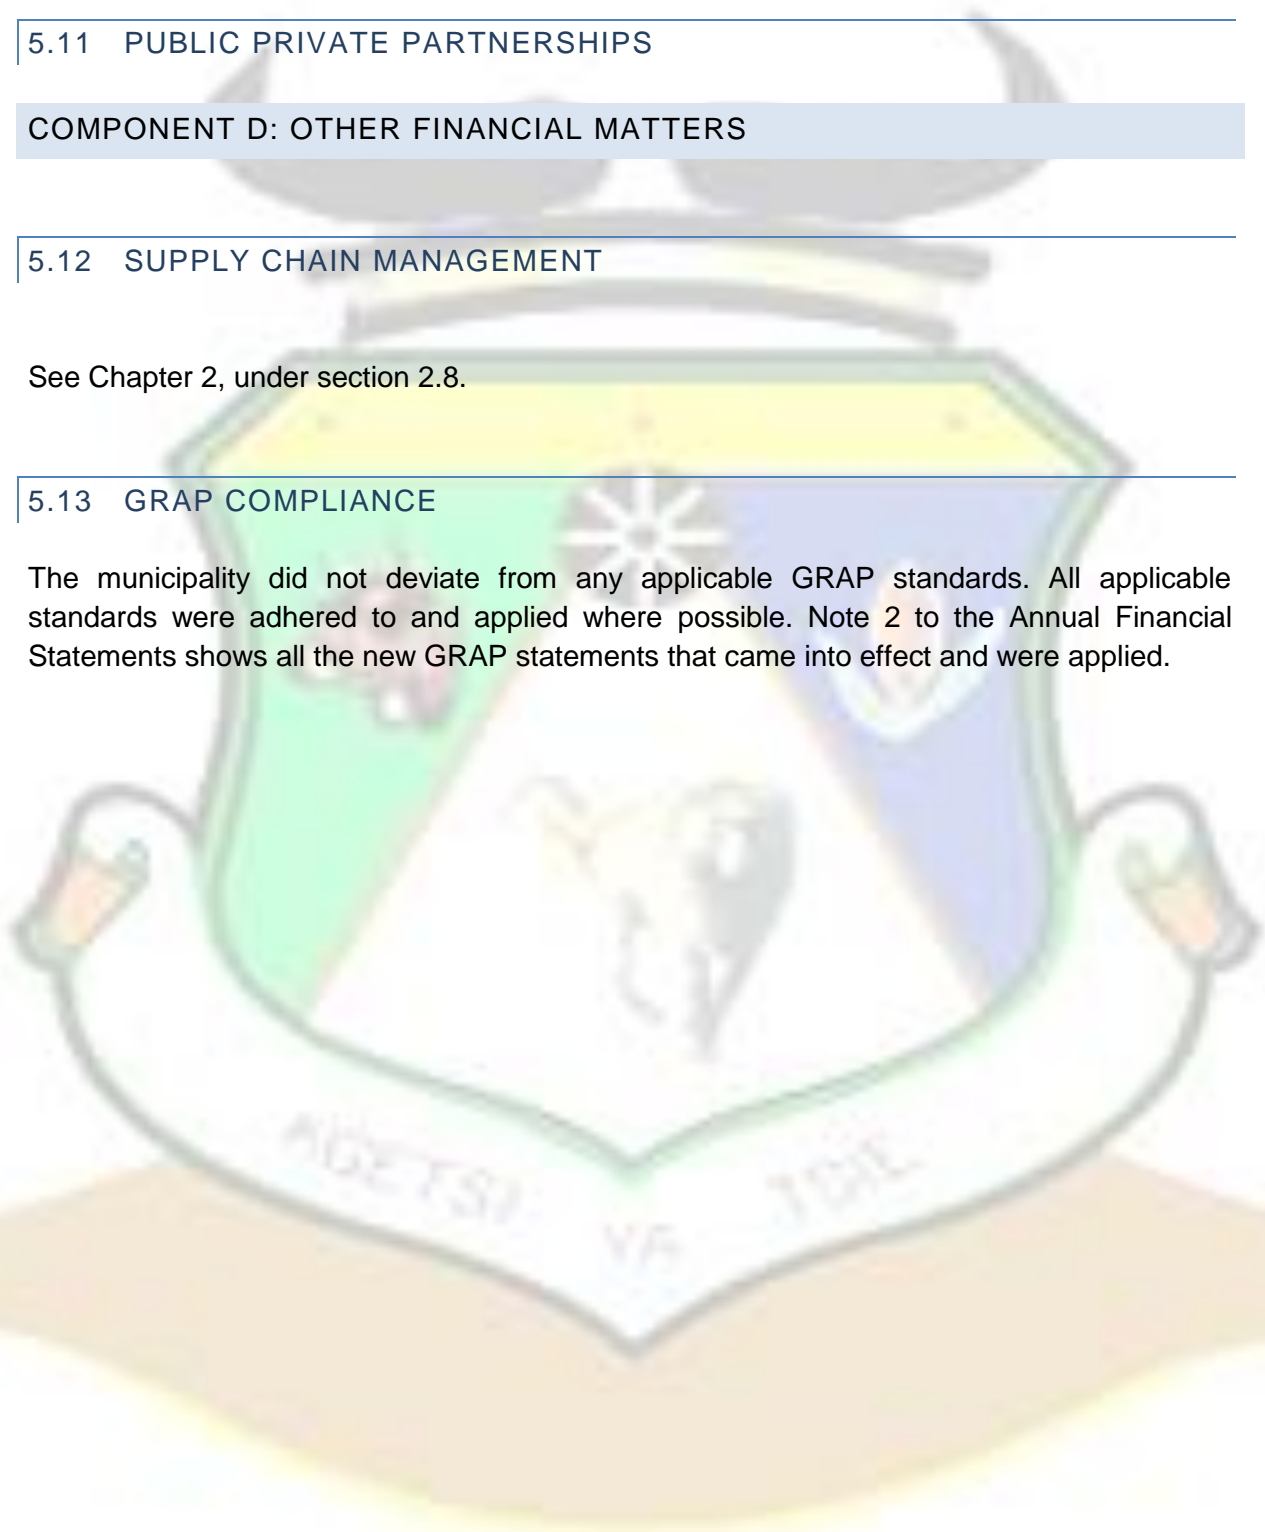 5.11 PUBLIC PRIVATE PARTNERSHIPS
COMPONENT D: OTHER FINANCIAL MATTERS
5.12 SUPPLY CHAIN MANAGEMENT
See Chapter 2, under section 2.8.
5.13 GRAP COMPLIANCE
The municipality did not deviate from any applicable GRAP standards. All applicable
standards were adhered to and applied where possible. Note 2 to the Annual Financial
Statements shows all the new GRAP statements that came into effect and were applied.
YA